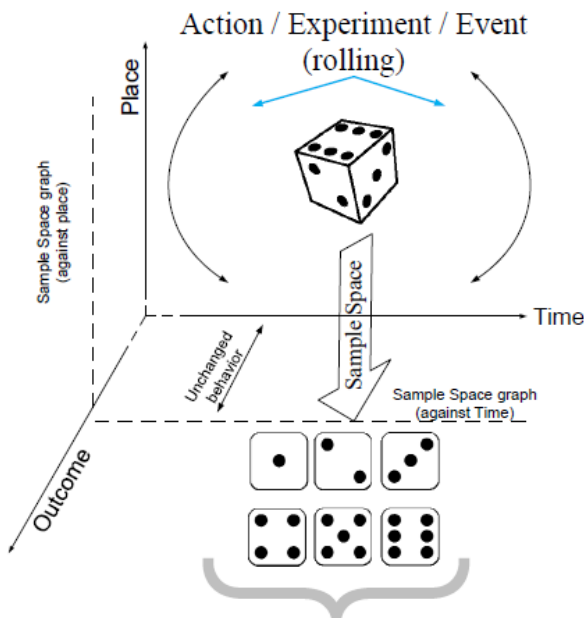 Action / Experiment / Event
(rolling)
Place
Sample Space graph
(against place)
Sample Space
Time
Unchanged
behavior
Sample Space graph
(against Time)
Outcome